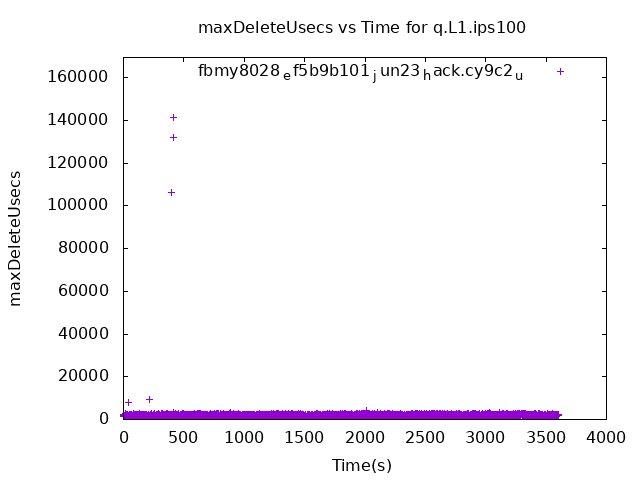 maxDeleteUsecs vs Time for q.L1.ips100
fbmy8028ef5b9b101jun23hack.cy9c2u
160000
140000
120000
100000
80000
60000
40000
20000
0
maxDeleteUsecs
0 500 1000 1500 2000 2500 3000 3500 4000
Time(s)